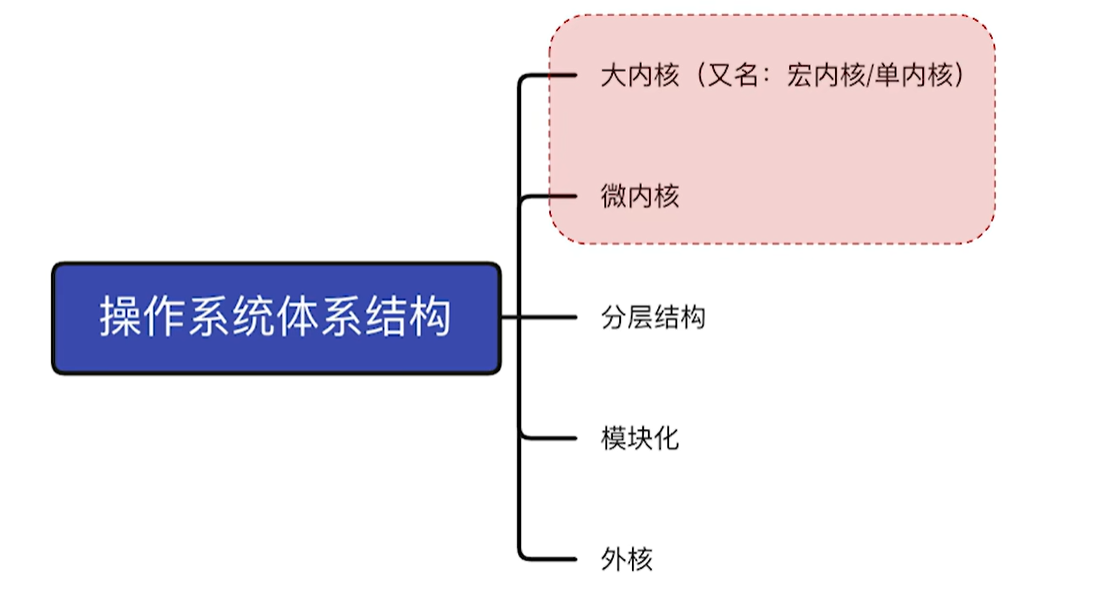 大内核（又名：宏内核/单内核）
微内核
操作系统体系结构
分层结构
模块化
外核